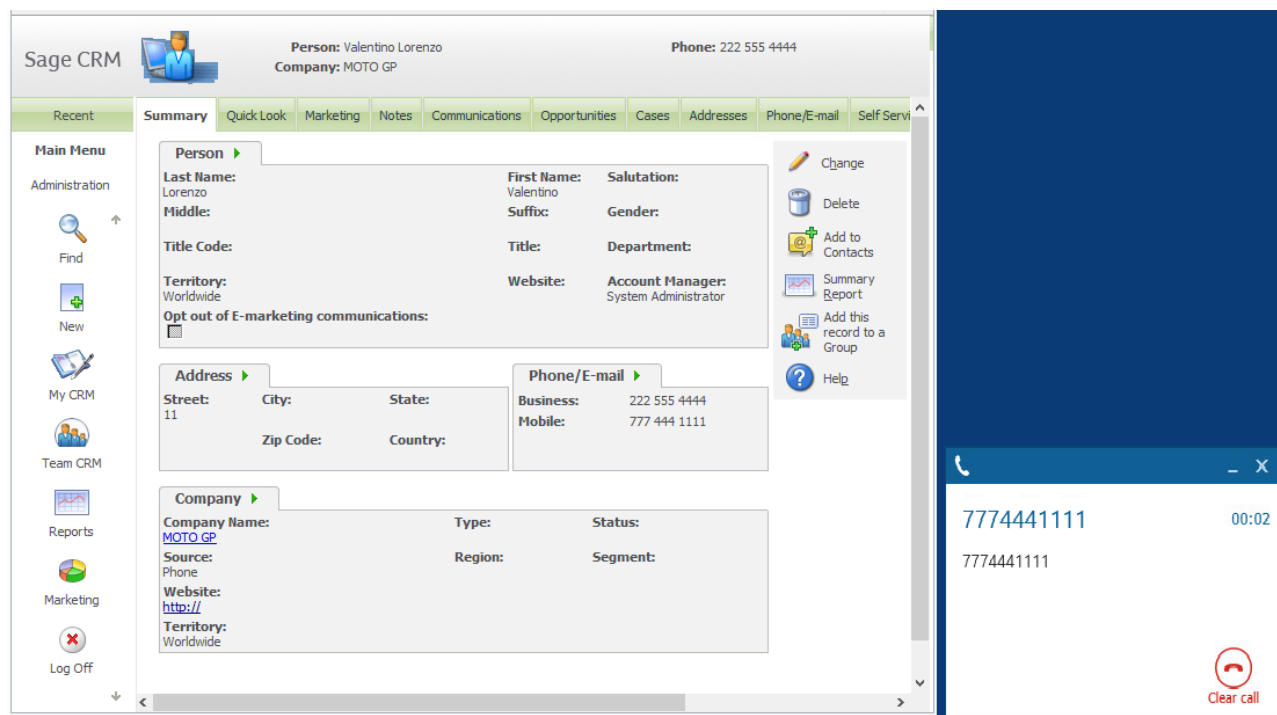 Sage CRM
Person: Valentino Lorenzo
Phone: 222 555 4444
Company: MOTO GP
Recent
Summary Quick Look Marketing Notes Communications Opportunities Cases Addresses Phone/E-mail Self Servi
Main Menu
Administration
Find
New
My CRM
Team CRM
Reports
Marketing
Log Off
Person
Last Name: First Name: Salutation:
Lorenzo Valentino
Middle: Suffix: Gender:
Title Code: Title: Department:
Territory: Website: Account Manager:
Worldwide System Administrator
Opt out of E-marketing communications:
Address
Street: City: State:
11
Zip Code: Country:
Phone/E-mail
Business: 222 555 4444
Mobile: 777 444 1111
Company
Company Name: Type: Status:
MOTO GP
Source: Region: Segment:
Phone
Website:
http://
Territory:
Worldwide
Change
Delete
Add to
Contacts
Summary
Report
Add this
record to a
Group
Help
7774441111 00:02
7774441111
Clear call